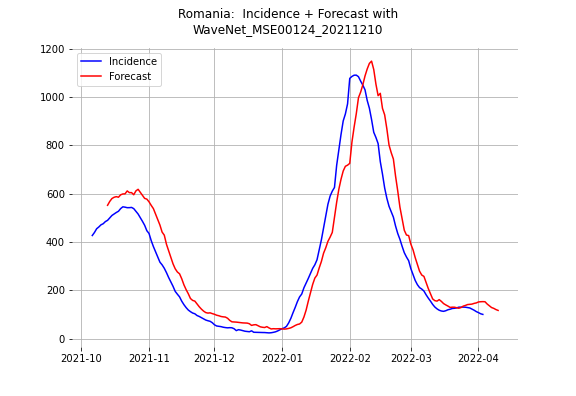 Romania:  Incidence + Forecast with
WaveNet_MSE00124_20211210
Incidence
Forecast
1200
1000
800
600
400
200
0
2021-10 2021-11 2021-12 2022-01 2022-02 2022-03 2022-04